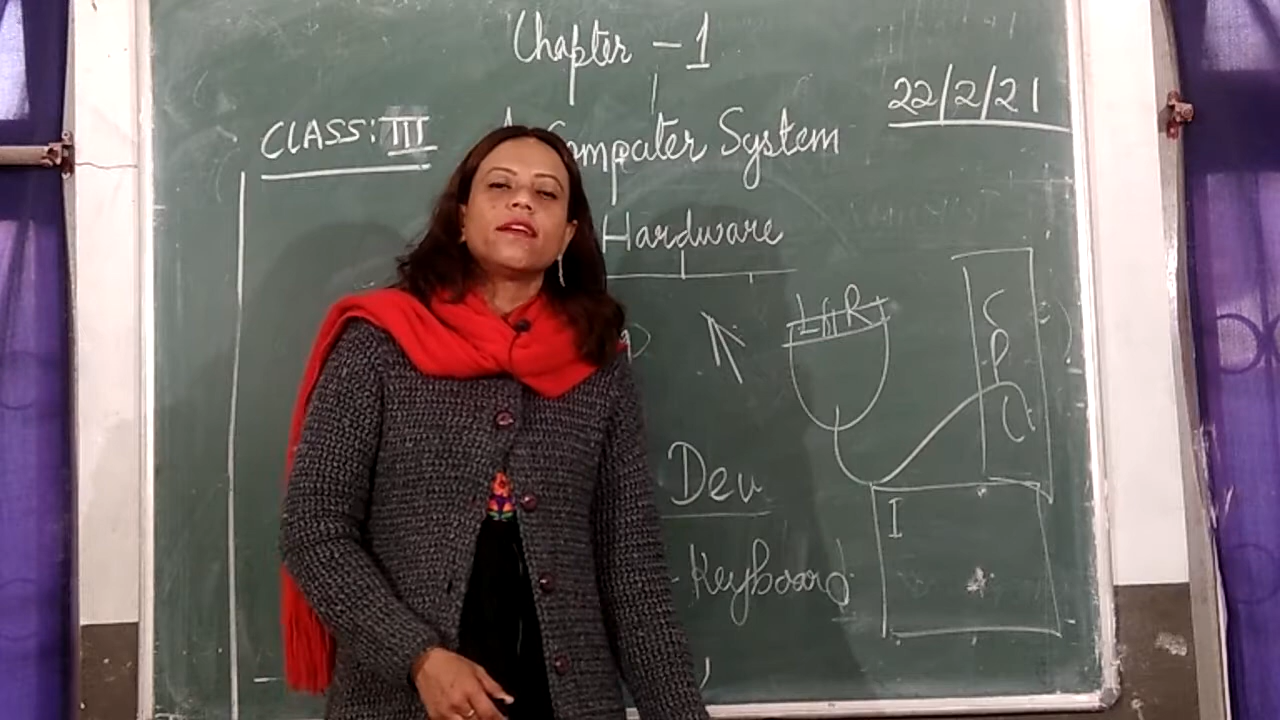 Chapter - 1
22/2/21
CLASS: III
A Computer System
Hardware
L R
C
P
U
Dev
I
- Keyboard